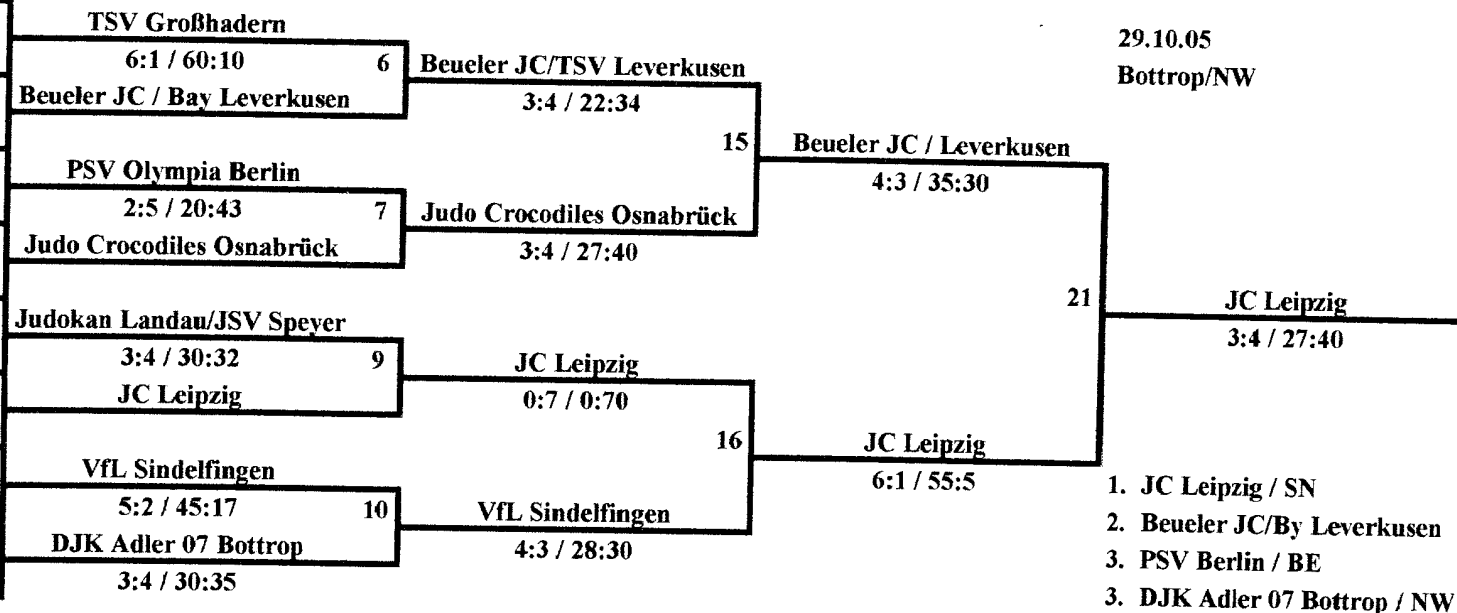 TSV Großhadern
6:1 / 60:10
6
Beueler JC / Bay Leverkusen
PSV Olympia Berlin
2:5 / 20:43
7
Judo Crocodiles Osnabrück
Judokan Landau/JSV Speyer
3:4 / 30:32
9
JC Leipzig
VfL Sindelfingen
5:2 / 45:17
10
DJK Adler 07 Bottrop
3:4 / 30:35
Beueler JC/TSV Leverkusen
3:4 / 22:34
15
Judo Crocodiles Osnabrück
3:4 / 27:40
JC Leipzig
0:7 / 0:70
16
VfL Sindelfingen
4:3 / 28:30
Beueler JC / Leverkusen
4:3 / 35:30
21
JC Leipzig
6:1 / 55:5
29.10.05
Bottrop/NW
JC Leipzig
3:4 / 27:40
1. JC Leipzig / SN
2. Beueler JC/By Leverkusen
3. PSV Berlin / BE
3. DJK Adler 07 Bottrop / NW